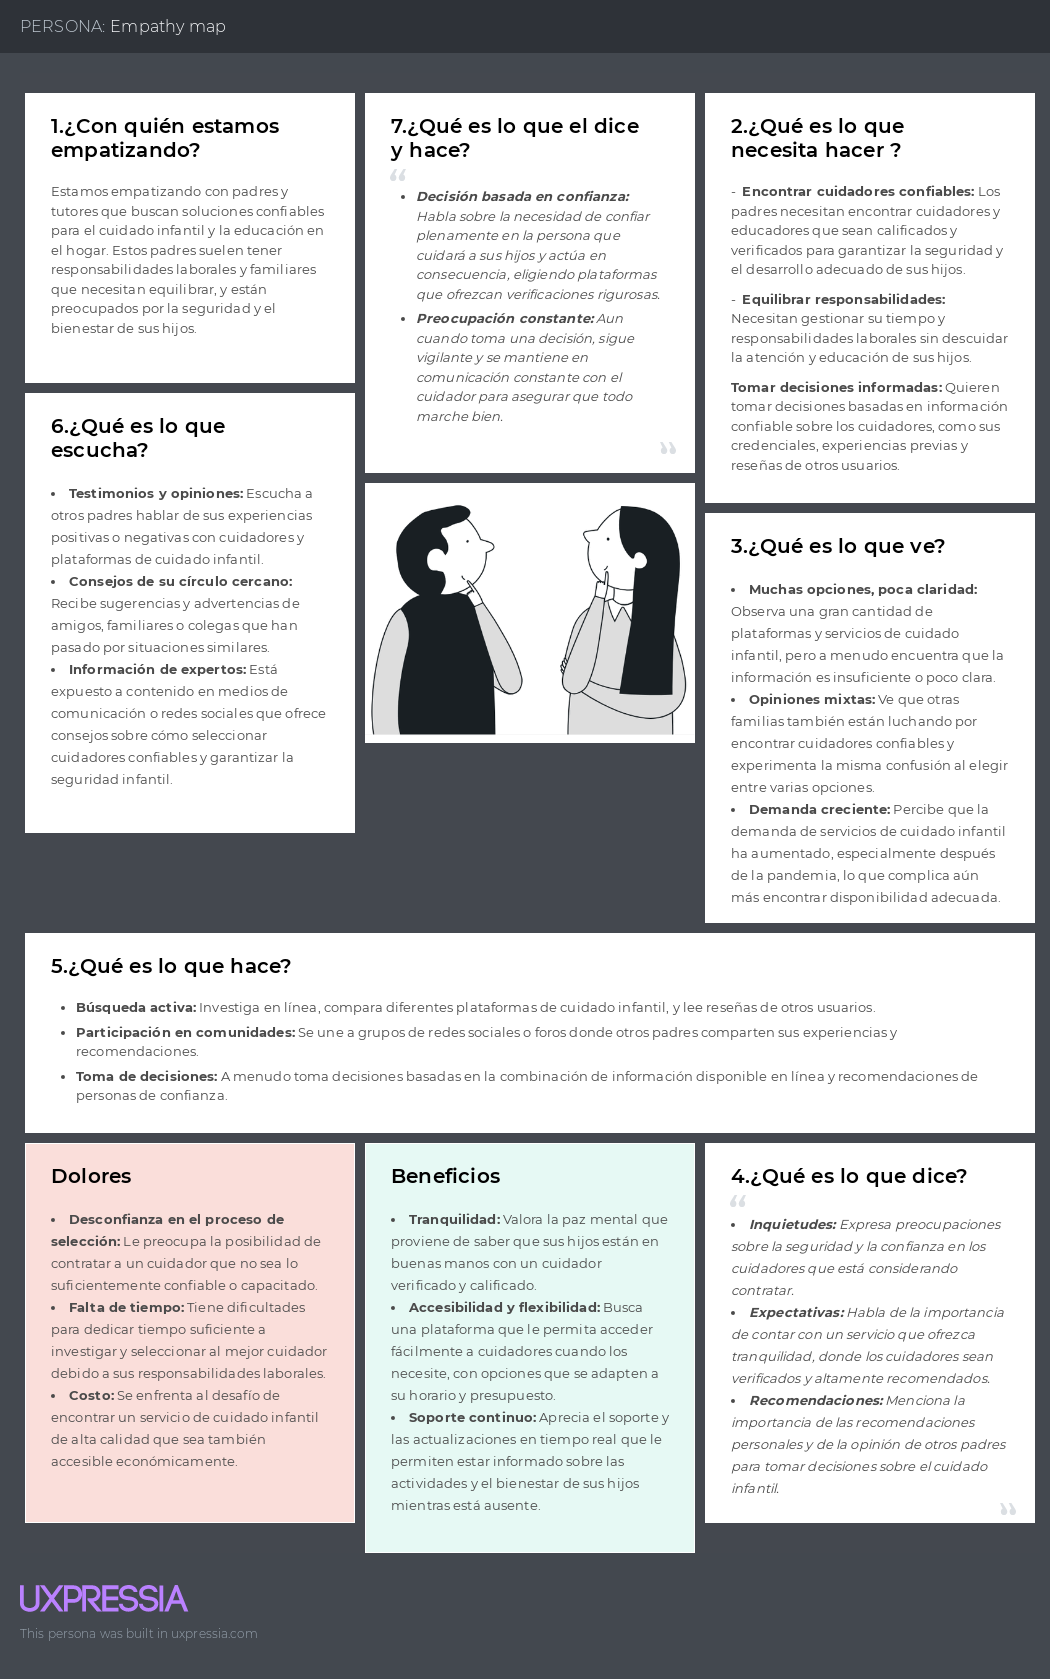 PERSONA: Empathy map
1.¿Con quién estamos
empatizando?
Estamos empatizando con padres y
tutores que buscan soluciones confiables
para el cuidado infantil y la educación en
el hogar. Estos padres suelen tener
responsabilidades laborales y familiares
que necesitan equilibrar, y están
preocupados por la seguridad y el
bienestar de sus hijos.
7.¿Qué es lo que el dice
y hace?
“
• Decisión basada en confianza:
Habla sobre la necesidad de confiar
plenamente en la persona que
cuidará a sus hijos y actúa en
consecuencia, eligiendo plataformas
que ofrezcan verificaciones rigurosas.
• Preocupación constante: Aun
cuando toma una decisión, sigue
vigilante y se mantiene en
comunicación constante con el
cuidador para asegurar que todo
marche bien.
”
2.¿Qué es lo que
necesita hacer ?
- Encontrar cuidadores confiables: Los
padres necesitan encontrar cuidadores y
educadores que sean calificados y
verificados para garantizar la seguridad y
el desarrollo adecuado de sus hijos.
- Equilibrar responsabilidades:
Necesitan gestionar su tiempo y
responsabilidades laborales sin descuidar
la atención y educación de sus hijos.
Tomar decisiones informadas: Quieren
tomar decisiones basadas en información
confiable sobre los cuidadores, como sus
credenciales, experiencias previas y
reseñas de otros usuarios.
6.¿Qué es lo que
escucha?
• Testimonios y opiniones: Escucha a
otros padres hablar de sus experiencias
positivas o negativas con cuidadores y
plataformas de cuidado infantil.
• Consejos de su círculo cercano:
Recibe sugerencias y advertencias de
amigos, familiares o colegas que han
pasado por situaciones similares.
• Información de expertos: Está
expuesto a contenido en medios de
comunicación o redes sociales que ofrece
consejos sobre cómo seleccionar
cuidadores confiables y garantizar la
seguridad infantil.
3.¿Qué es lo que ve?
• Muchas opciones, poca claridad:
Observa una gran cantidad de
plataformas y servicios de cuidado
infantil, pero a menudo encuentra que la
información es insuficiente o poco clara.
• Opiniones mixtas: Ve que otras
familias también están luchando por
encontrar cuidadores confiables y
experimenta la misma confusión al elegir
entre varias opciones.
• Demanda creciente: Percibe que la
demanda de servicios de cuidado infantil
ha aumentado, especialmente después
de la pandemia, lo que complica aún
más encontrar disponibilidad adecuada.
5.¿Qué es lo que hace?
• Búsqueda activa: Investiga en línea, compara diferentes plataformas de cuidado infantil, y lee reseñas de otros usuarios.
• Participación en comunidades: Se une a grupos de redes sociales o foros donde otros padres comparten sus experiencias y
recomendaciones.
• Toma de decisiones: A menudo toma decisiones basadas en la combinación de información disponible en línea y recomendaciones de
personas de confianza.
Dolores
• Desconfianza en el proceso de
selección: Le preocupa la posibilidad de
contratar a un cuidador que no sea lo
suficientemente confiable o capacitado.
• Falta de tiempo: Tiene dificultades
para dedicar tiempo suficiente a
investigar y seleccionar al mejor cuidador
debido a sus responsabilidades laborales.
• Costo: Se enfrenta al desafío de
encontrar un servicio de cuidado infantil
de alta calidad que sea también
accesible económicamente.
Beneficios
• Tranquilidad: Valora la paz mental que
proviene de saber que sus hijos están en
buenas manos con un cuidador
verificado y calificado.
• Accesibilidad y flexibilidad: Busca
una plataforma que le permita acceder
fácilmente a cuidadores cuando los
necesite, con opciones que se adapten a
su horario y presupuesto.
• Soporte continuo: Aprecia el soporte y
las actualizaciones en tiempo real que le
permiten estar informado sobre las
actividades y el bienestar de sus hijos
mientras está ausente.
4.¿Qué es lo que dice?
“
• Inquietudes: Expresa preocupaciones
sobre la seguridad y la confianza en los
cuidadores que está considerando
contratar.
• Expectativas: Habla de la importancia
de contar con un servicio que ofrezca
tranquilidad, donde los cuidadores sean
verificados y altamente recomendados.
• Recomendaciones: Menciona la
importancia de las recomendaciones
personales y de la opinión de otros padres
para tomar decisiones sobre el cuidado
infantil.
”
UXPRESSIA
This persona was built in uxpressia.com